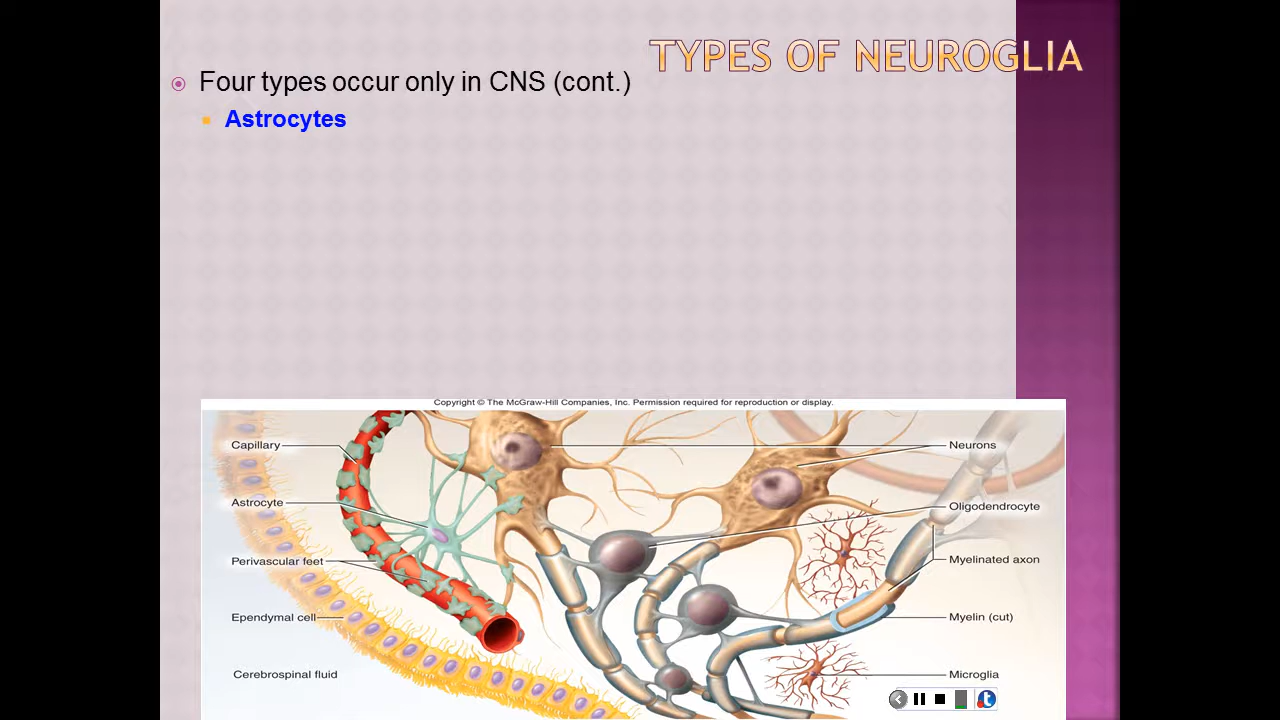 TYPES OF NEUROGLIA
Four types occur only in CNS (cont.)
Astrocytes
Copyright © The McGraw-Hill Companies, Inc. Permission required for reproduction or display.
Capillary
Neurons
Astrocyte
Oligodendrocyte
Perivascular feet
Myelinated axon
Ependymal cell
Myelin (cut)
Cerebrospinal fluid
Microglia
t